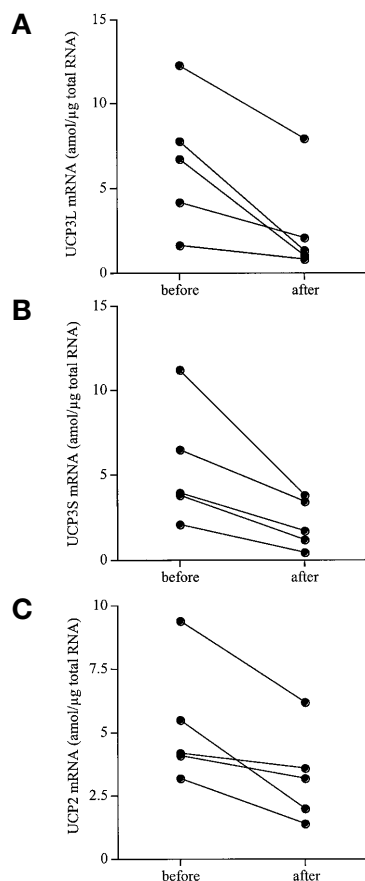 A
UCP3L mRNA (amol/µg total RNA)
15
10
5
0
before after
B
UCP3S mRNA (amol/µg total RNA)
15
10
5
0
before after
C
UCP2 mRNA (amol/µg total RNA)
10
7.5
5
2.5
0
before after